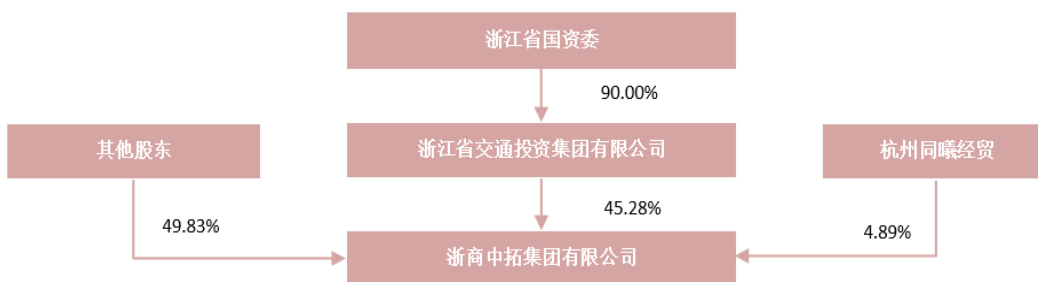 浙江省国资委
90.00%
其他股东
浙江省交通投资集团有限公司
杭州同曦经贸
49.83%
45.28%
4.89%
浙商中拓集团有限公司